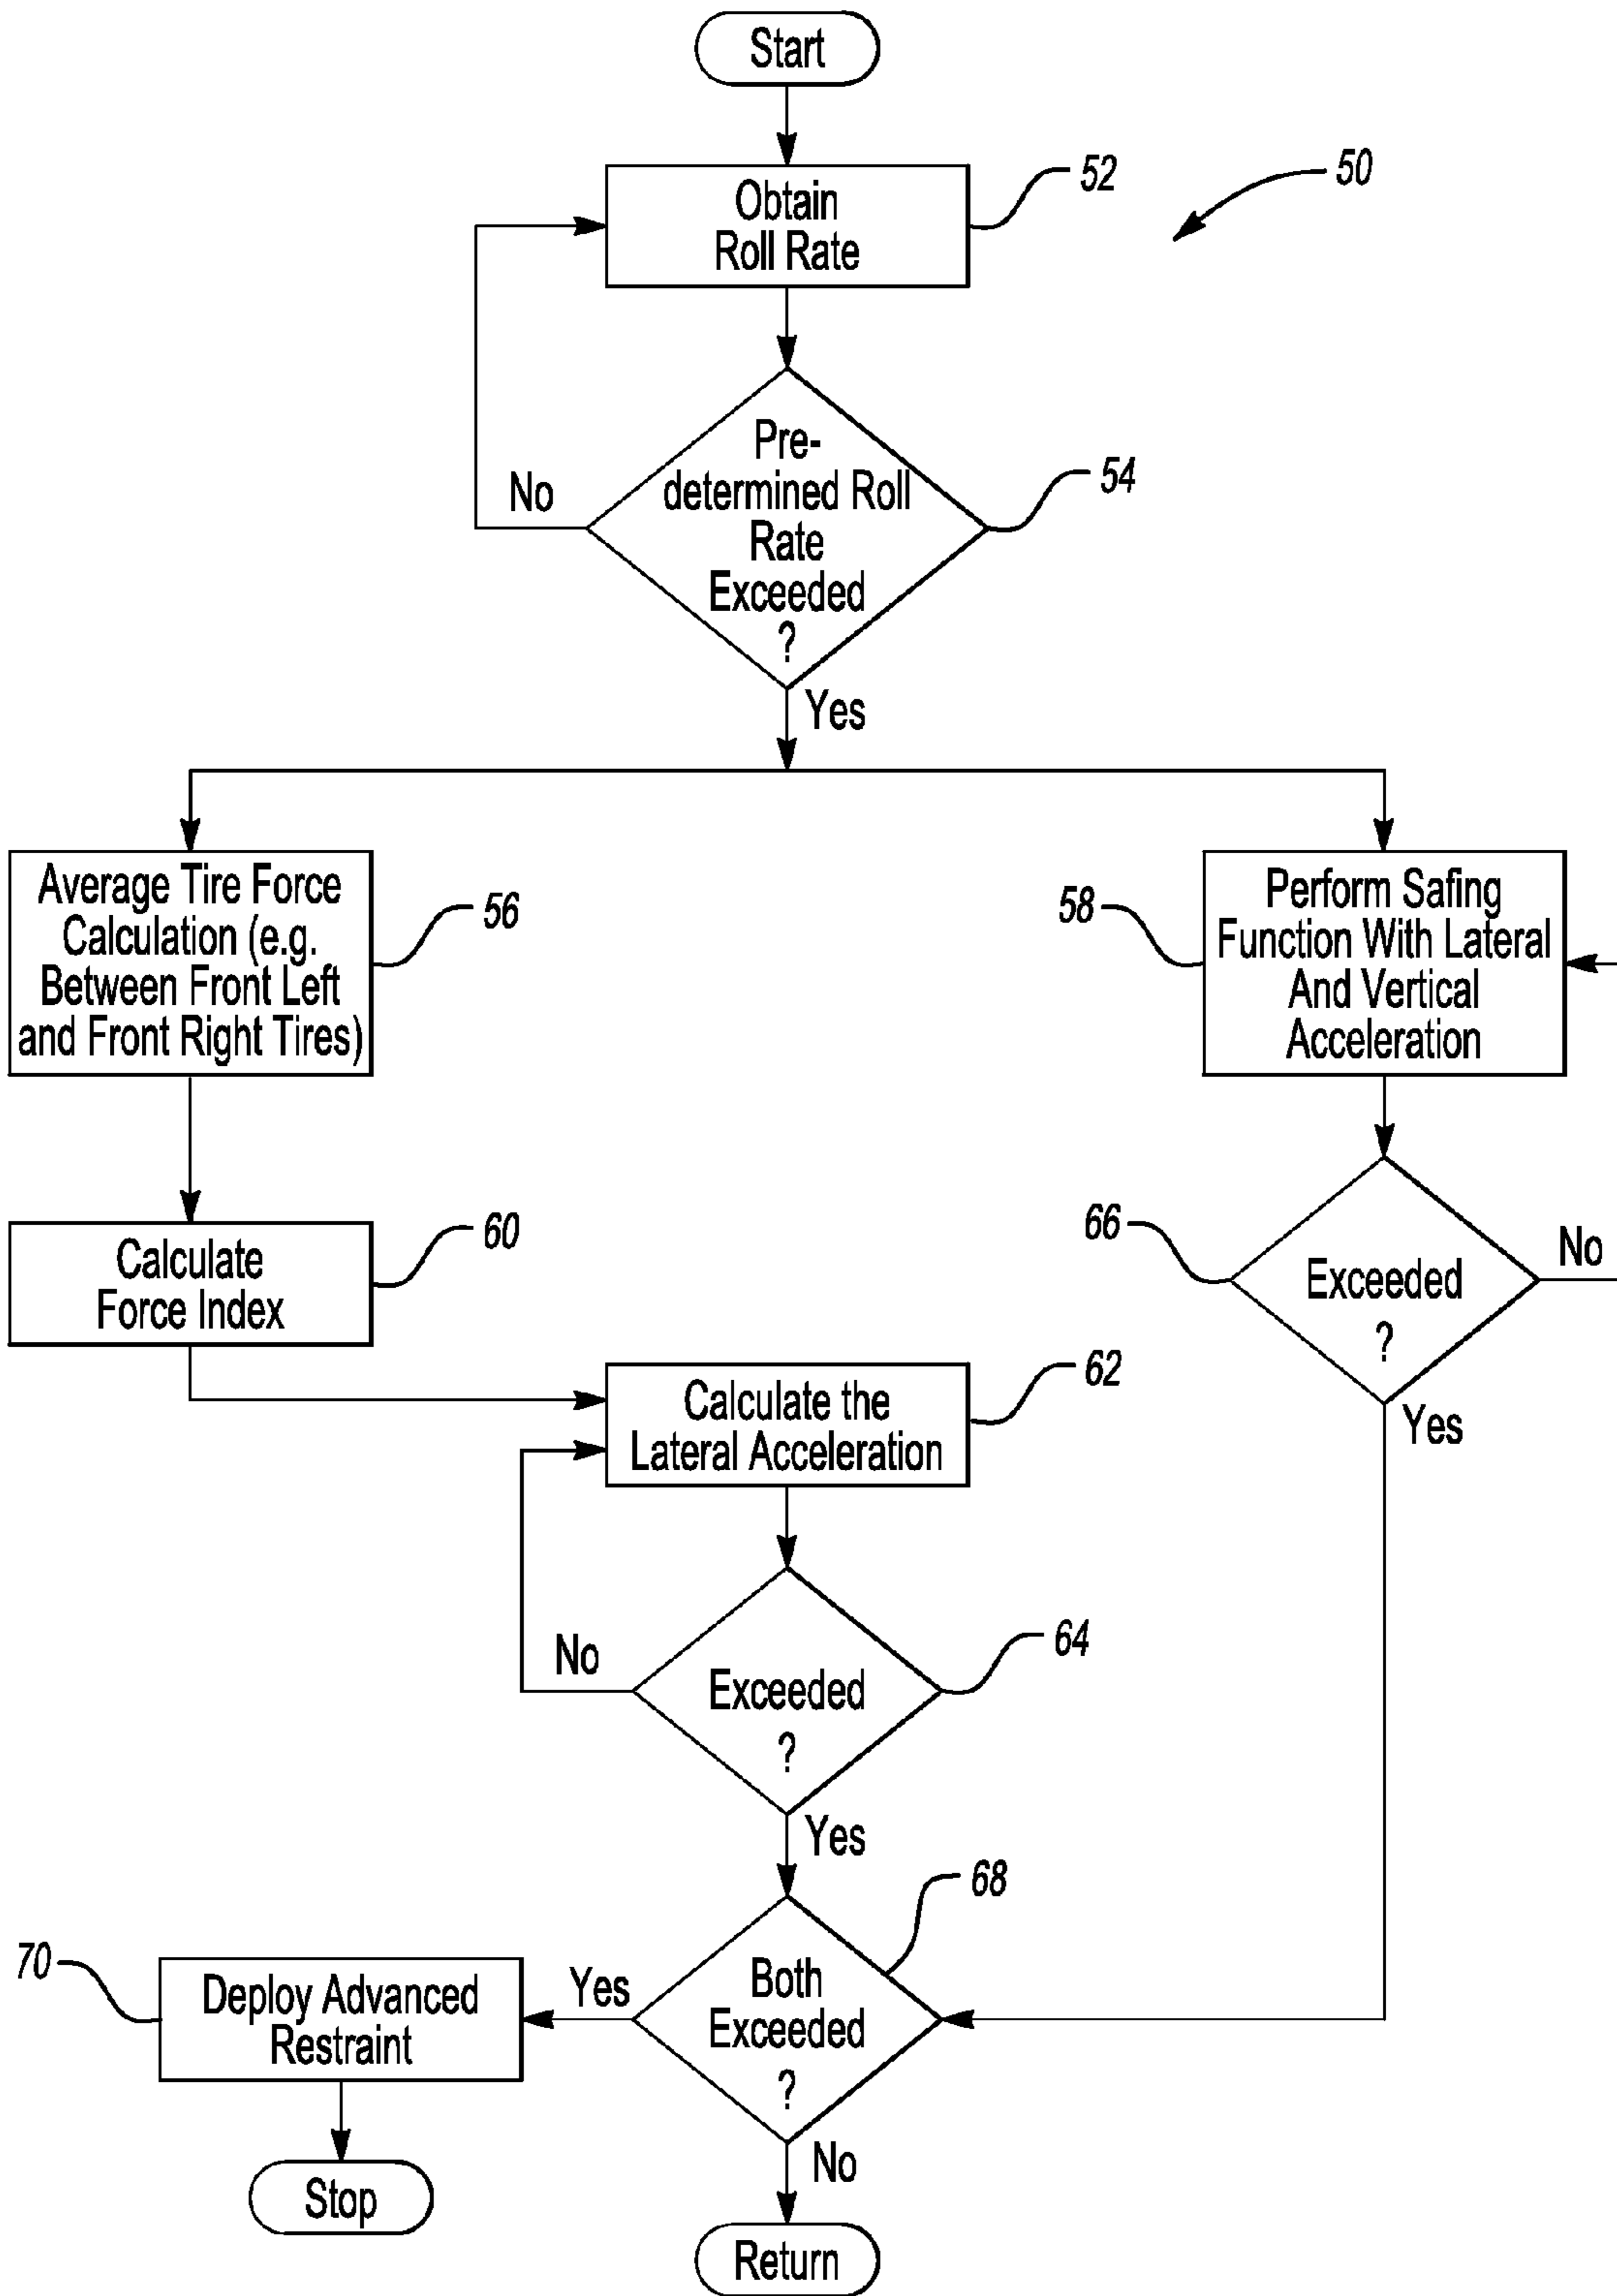 Start
Obtain
Roll Rate
52
50
Pre-
determined Roll
Rate
Exceeded
?
54
No
Yes
Average Tire Force
Calculation (e.g.
Between Front Left
and Front Right Tires)
56
58
Perform Safing
Function With Lateral
And Vertical
Acceleration
Calculate
Force Index
60
66
Exceeded
?
No
Yes
Calculate the
Lateral Acceleration
62
No
Exceeded
?
64
Yes
68
70
Deploy Advanced
Restraint
Yes
Both
Exceeded
?
No
Stop
Return